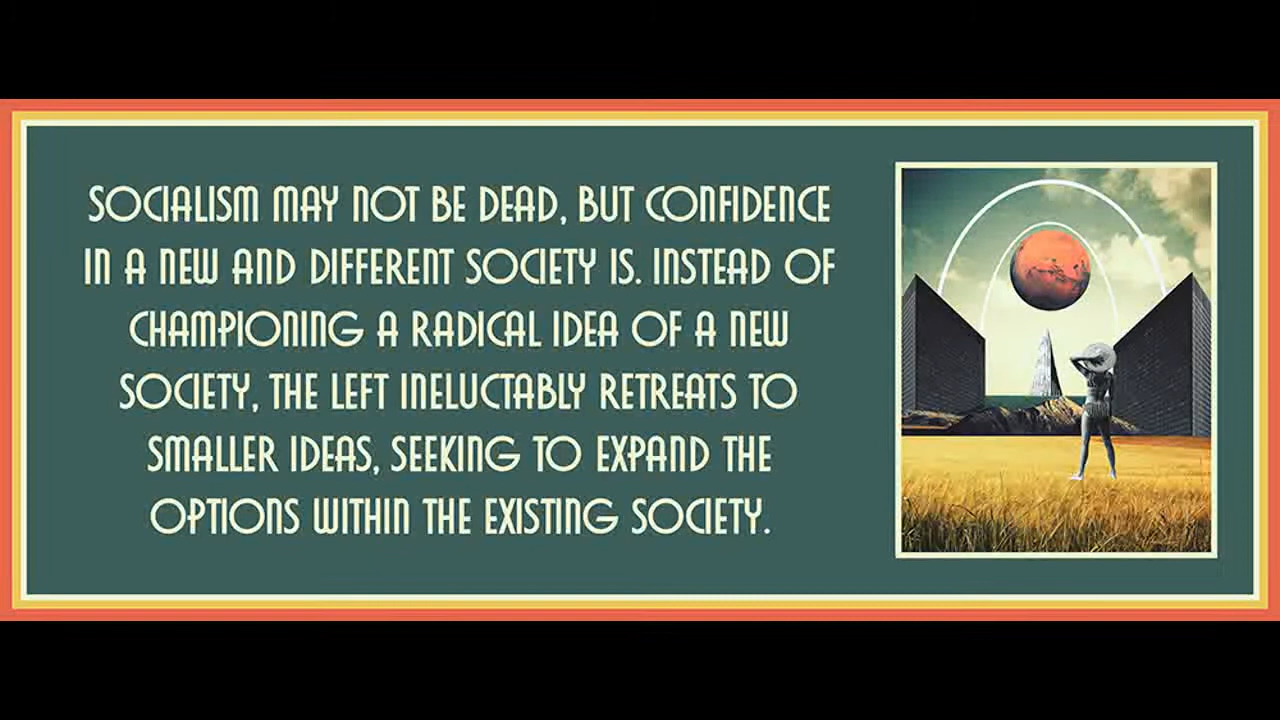 SOCIALISM MAY NOT BE DEAD, BUT CONFIDENCE
IN A NEW AND DIFFERENT SOCIETY IS. INSTEAD OF
CHAMPIONING A RADICAL IDEA OF A NEW
SOCIETY, THE LEFT INELUCTABLY RETREATS TO
SMALLER IDEAS, SEEKING TO EXPAND THE
OPTIONS WITHIN THE EXISTING SOCIETY.